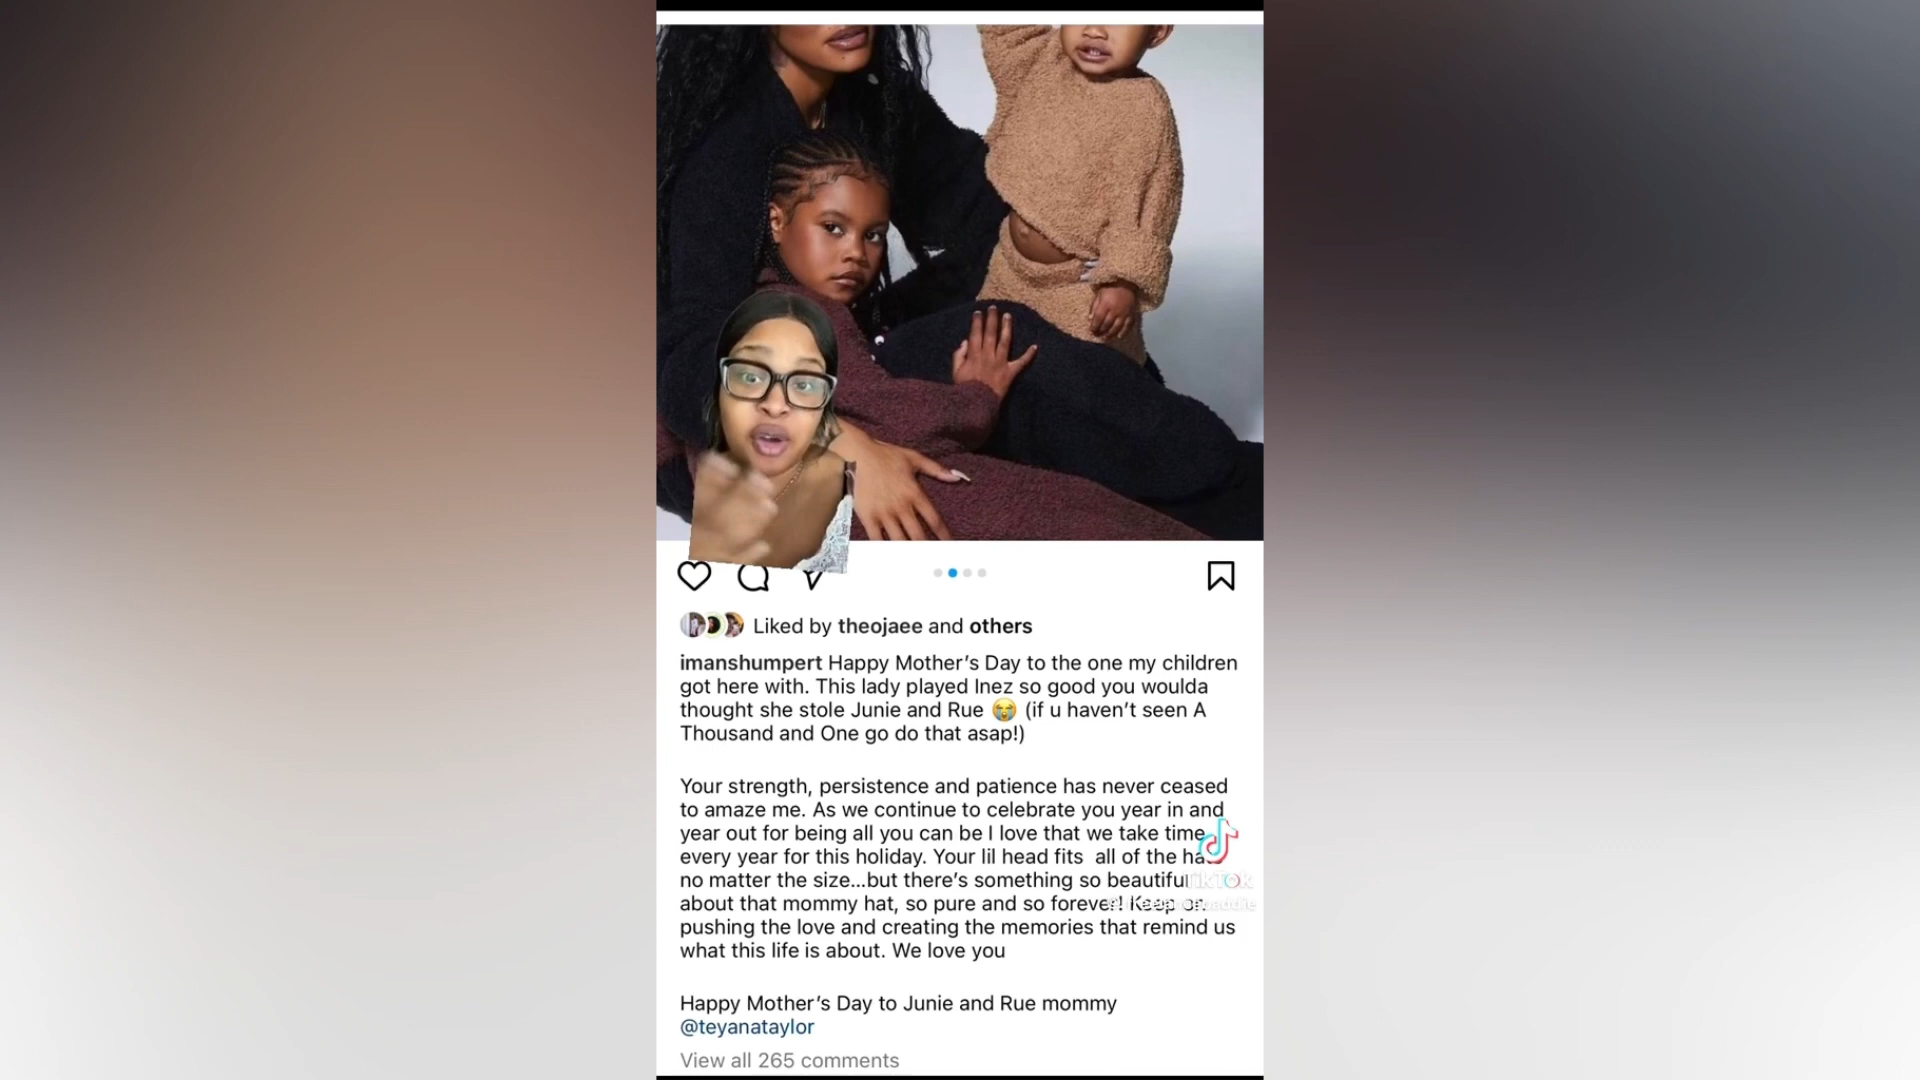 Liked by theojaee and others
imanshumpert Happy Mother's Day to the one my children
got here with. This lady played Inez so good you woulda
thought she stole Junie and Rue 😭 (if u haven't seen A
Thousand and One go do that asap!)
Your strength, persistence and patience has never ceased
to amaze me. As we continue to celebrate you year in and
year out for being all you can be I love that we take time
every year for this holiday. Your lil head fits all of the
no matter the size...but there's something so beautiful
TikTok
about that mommy hat, so pure and so forever! Keep on
pushing the love and creating the memories that remind us
what this life is about. We love you
Happy Mother's Day to Junie and Rue mommy
@teyanataylor
View all 265 comments